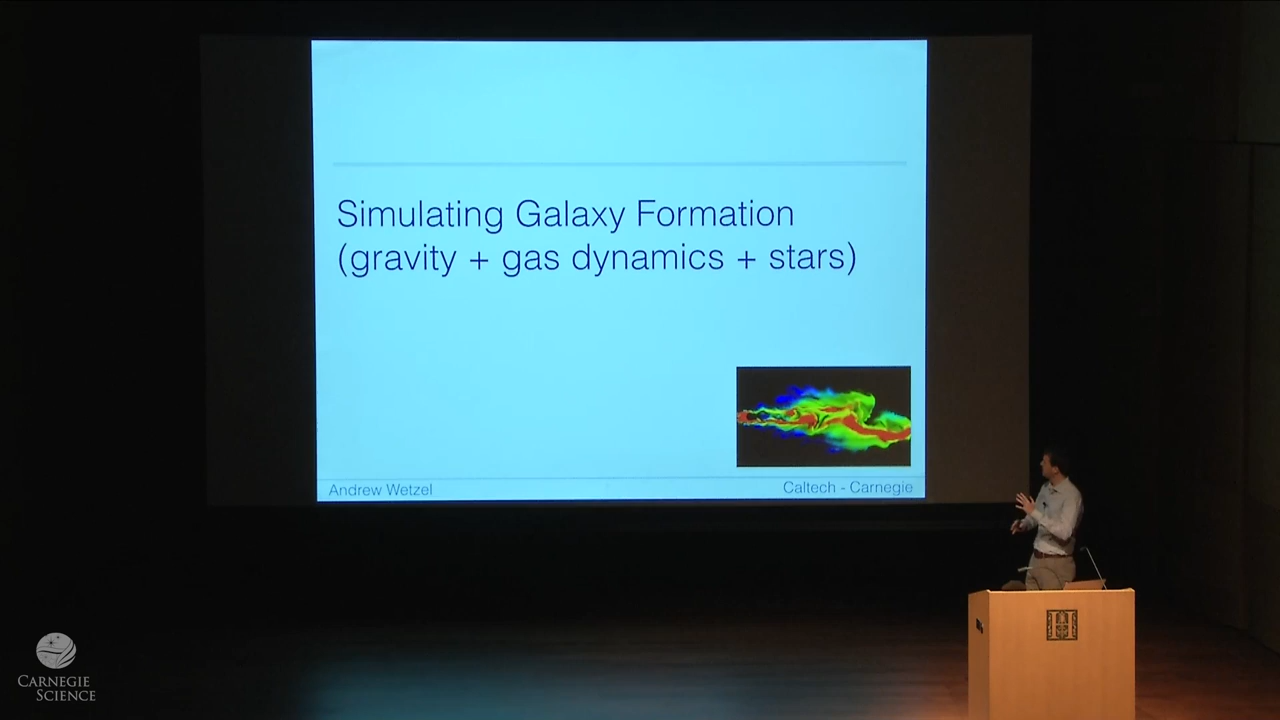 Simulating Galaxy Formation
(gravity + gas dynamics + stars)
Andrew Wetzel
Caltech - Carnegie
CARNEGIE
SCIENCE
H